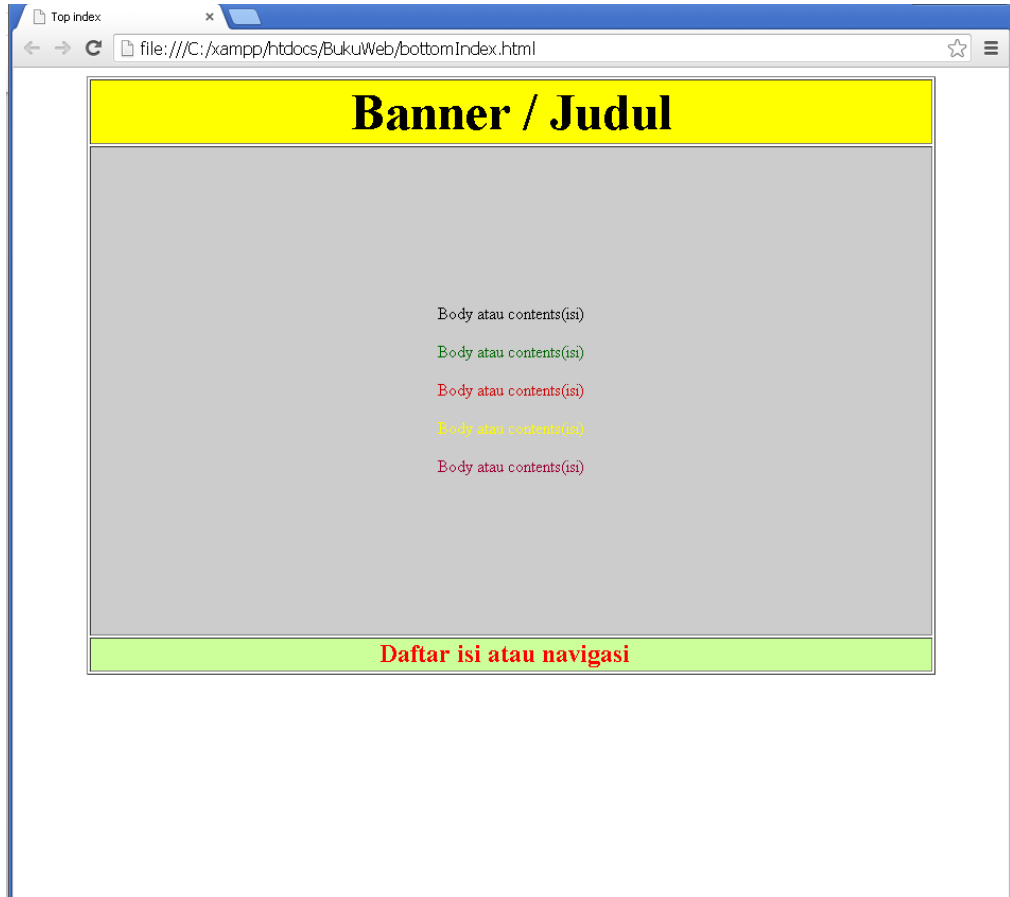 Top index
file:///C:/xampp/htdocs/BukuWeb/bottomIndex.html
Banner / Judul
Body atau contents(isi)
Body atau contents(isi)
Body atau contents(isi)
Body atau contents(isi)
Body atau contents(isi)
Daftar isi atau navigasi